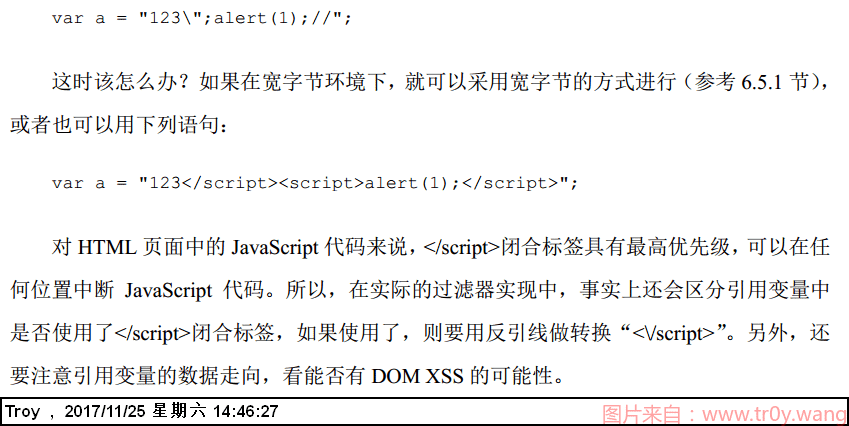 var a = "123\";alert(1);//";
这时该怎么办？如果在宽字节环境下，就可以采用宽字节的方式进行（参考 6.5.1 节），
或者也可以用下列语句：
var a = "123</script><script>alert(1);</script>";
对 HTML 页面中的 JavaScript 代码来说，</script>闭合标签具有最高优先级，可以在任
何位置中断 JavaScript 代码。所以，在实际的过滤器实现中，事实上还会区分引用变量中
是否使用了</script>闭合标签，如果使用了，则要用反引线做转换“<\/script>”。另外，还
要注意引用变量的数据走向，看能否有 DOM XSS 的可能性。
Troy , 2017/11/25 星期六 14:46:27
图片来自：www.tr0y.wang